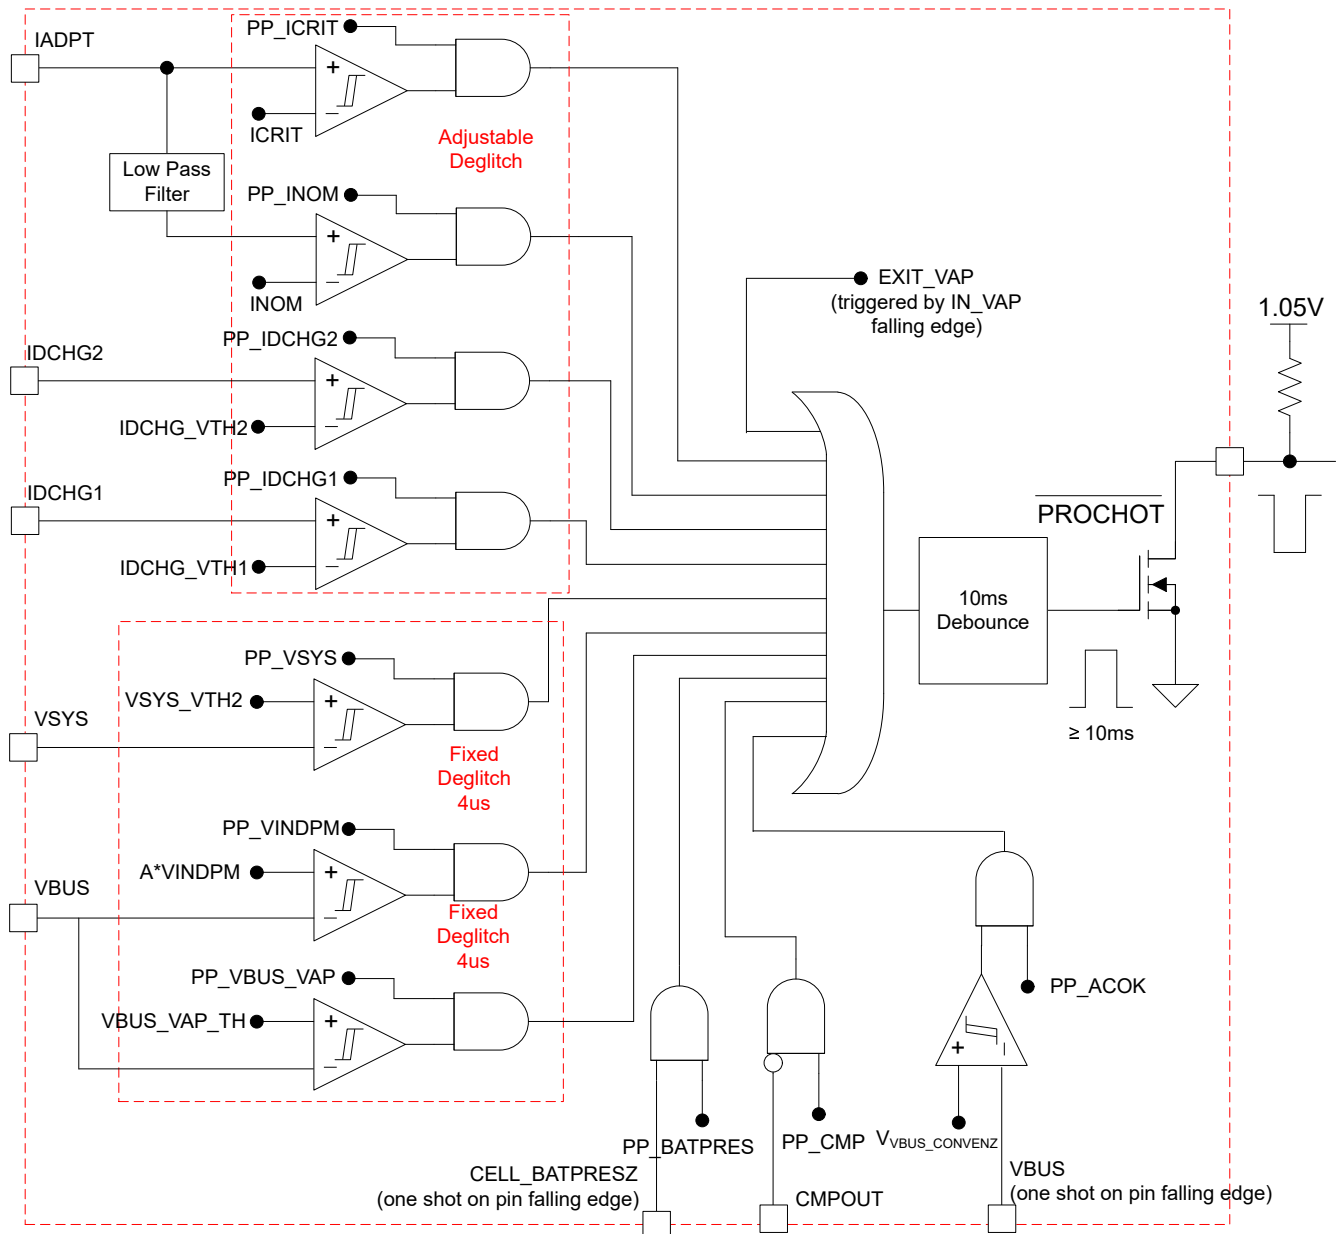 IADPT
PP_ICRIT
+
−
ICRIT
Adjustable
Deglitch
Low Pass
Filter
PP_INOM
+
−
INOM
EXIT_VAP
(triggered by IN_VAP
falling edge)
1.05V
IDCHG2
PP_IDCHG2
+
−
IDCHG_VTH2
IDCHG1
PP_IDCHG1
+
−
IDCHG_VTH1
PROCHOT
10ms
Debounce
≥ 10ms
PP_VSYS
VSYS_VTH2
+
−
VSYS
Fixed
Deglitch
4us
PP_VINDPM
A*VINDPM
+
−
VBUS
Fixed
Deglitch
4us
PP_VBUS_VAP
VBUS_VAP_TH
+
−
PP_ACOK
+
−
PP_BATPRES
PP_CMP
VVBUS_CONVENZ
CELL_BATPRESZ
(one shot on pin falling edge)
CMPOUT
VBUS
(one shot on pin falling edge)